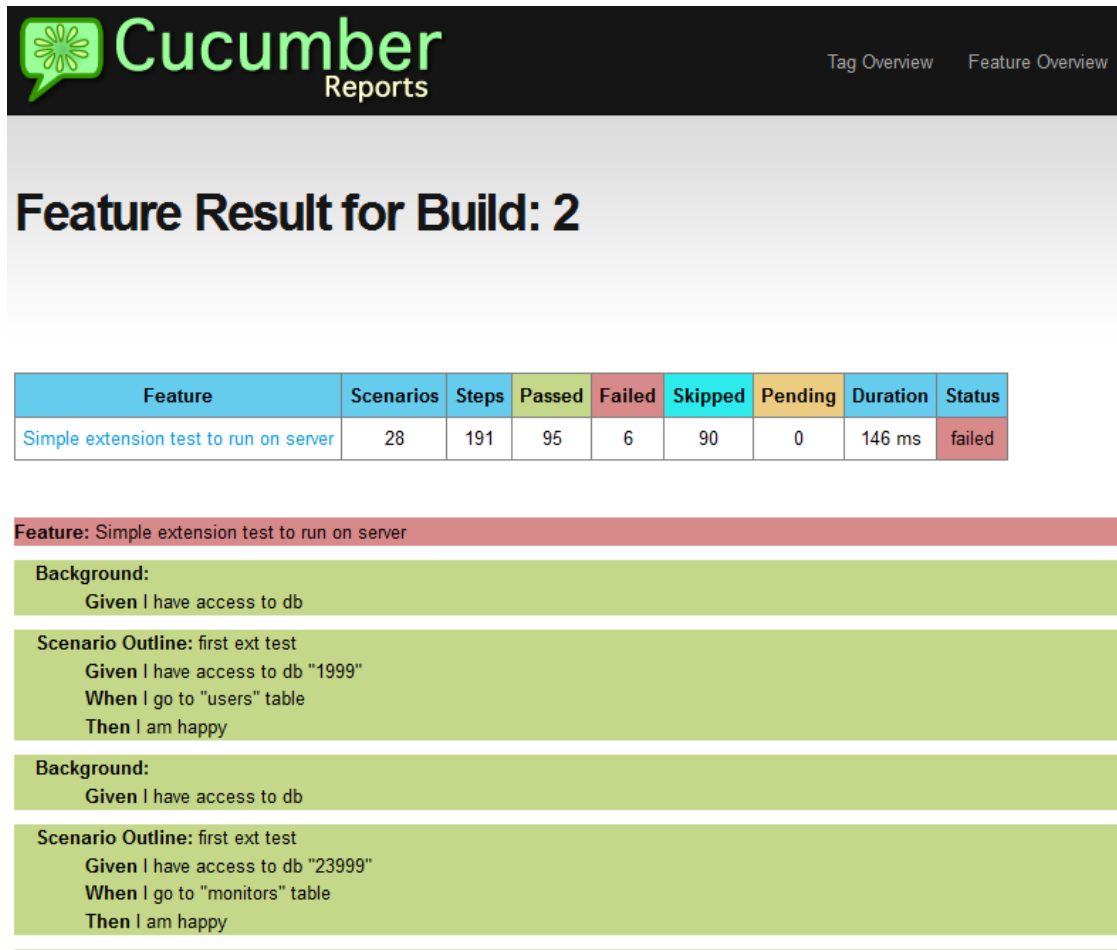 Cucumber
Reports
Tag Overview Feature Overview
Feature Result for Build: 2
Feature Scenarios Steps Passed Failed Skipped Pending Duration Status
Simple extension test to run on server 28 191 95 6 90 0 146 ms failed
Feature: Simple extension test to run on server
Background:
Given I have access to db
Scenario Outline: first ext test
Given I have access to db "1999"
When I go to "users" table
Then I am happy
Background:
Given I have access to db
Scenario Outline: first ext test
Given I have access to db "23999"
When I go to "monitors" table
Then I am happy